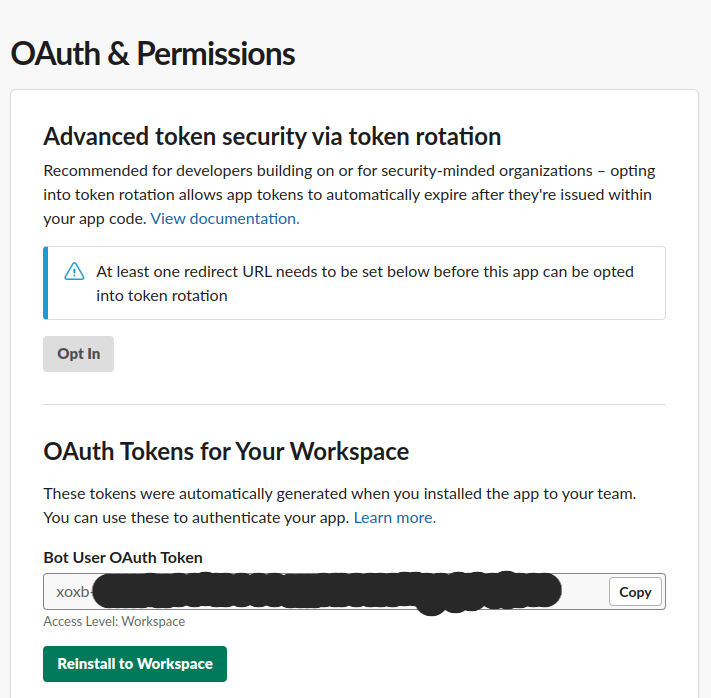 OAuth & Permissions
Advanced token security via token rotation
Recommended for developers building on or for security-minded organizations – opting
into token rotation allows app tokens to automatically expire after they're issued within
your app code. View documentation.
At least one redirect URL needs to be set below before this app can be opted
into token rotation
Opt In
OAuth Tokens for Your Workspace
These tokens were automatically generated when you installed the app to your team.
You can use these to authenticate your app. Learn more.
Bot User OAuth Token
xoxb-
Copy
Access Level: Workspace
Reinstall to Workspace